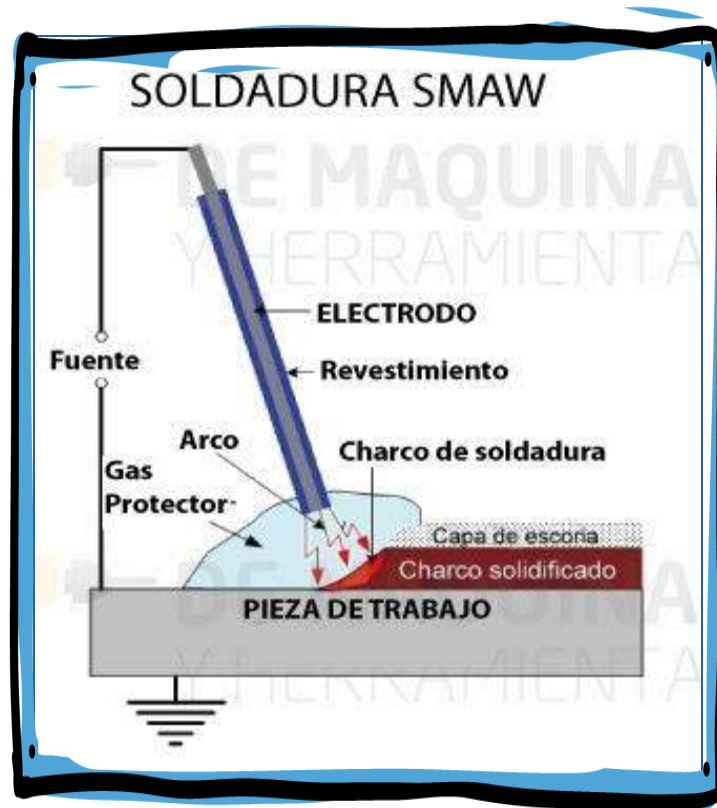 SOLDADURA SMAW
DE MAQUINA
Y HERRAMIENTA
ELECTRODO
Fuente
Revestimiento
Arco
Charco de soldadura
Gas
Protector
Capa de escoria
Charco solidificado
PIEZA DE TRABAJO
DE MAQUINA
Y HERRAMIENTA